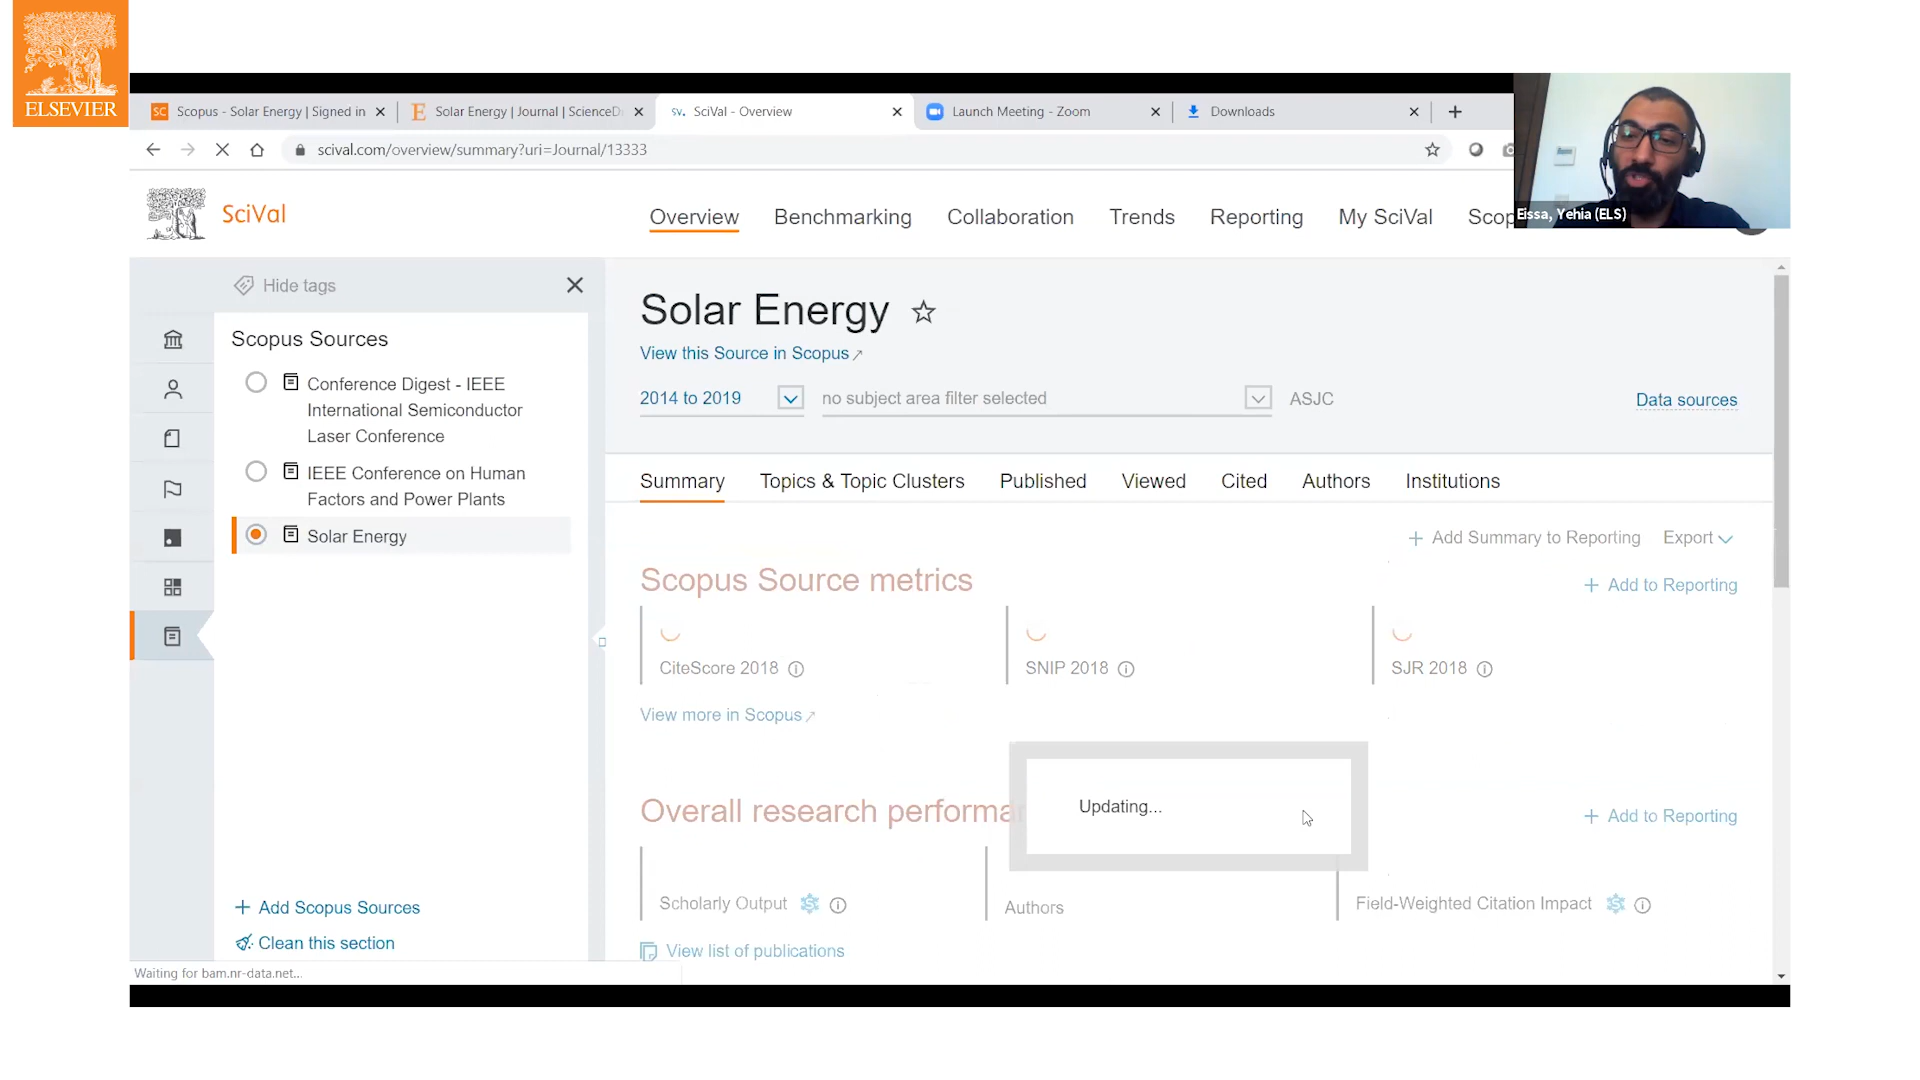 ELSEVIER
Scopus - Solar Energy | Signed in
Solar Energy | Journal | ScienceD
SciVal - Overview
Launch Meeting - Zoom
Downloads
scival.com/overview/summary?uri=Journal/13333
SciVal
Overview
Benchmarking
Collaboration
Trends
Reporting
My SciVal
Scop
Eissa, Yehia (ELS)
Hide tags
Scopus Sources
Conference Digest - IEEE
International Semiconductor
Laser Conference
IEEE Conference on Human
Factors and Power Plants
Solar Energy
Add Scopus Sources
Clean this section
Waiting for bam.nr-data.net...
Solar Energy
View this Source in Scopus
2014 to 2019
no subject area filter selected
ASJC
Data sources
Summary
Topics & Topic Clusters
Published
Viewed
Cited
Authors
Institutions
+ Add Summary to Reporting
Export
Scopus Source metrics
+ Add to Reporting
CiteScore 2018
SNIP 2018
SJR 2018
View more in Scopus
Updating...
Overall research performa
+ Add to Reporting
Scholarly Output
Authors
Field-Weighted Citation Impact
View list of publications